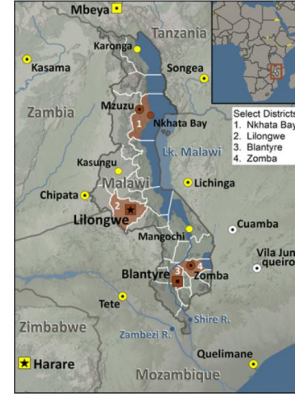 Mbeya
Tanzania
Karonga
Kasama
Songea
Zambia
Mzuzu
Nkhata Bay
1
Select Districts
1. Nkhata Bay
2. Lilongwe
3. Blantyre
4. Zomba
Lk. Malawi
Kasungu
Malawi
Lichinga
Chipata
2
Lilongwe
Cuamba
Mangochi
Vila Jun
queiro
Blantyre
3
4
Zomba
Tete
Shire R.
Zimbabwe
Zambezi R.
Harare
Quelimane
Mozambique